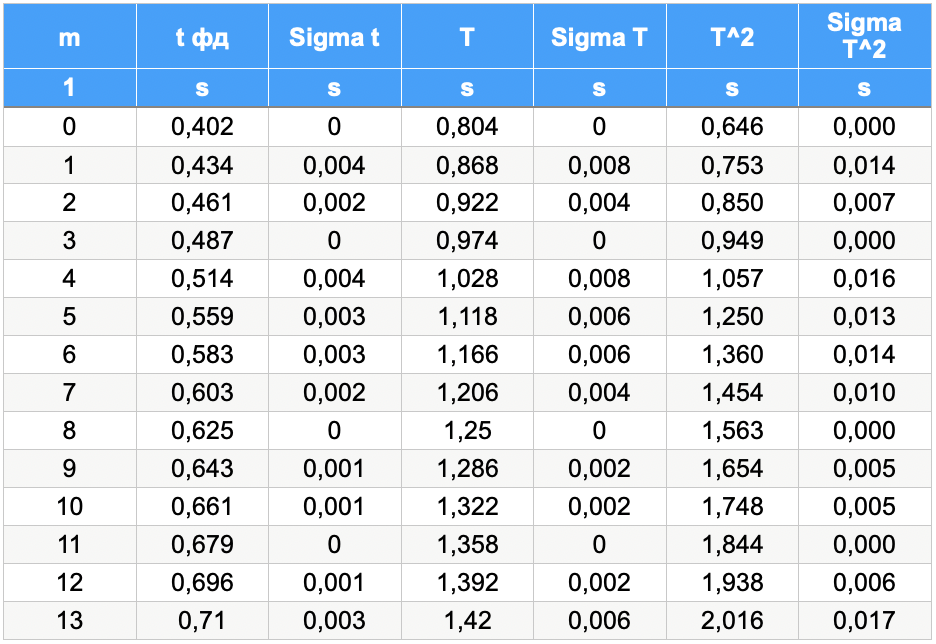 m t фд Sigma t T Sigma T T^2 Sigma T^2
1 s s s s s s
0 0,402 0 0,804 0 0,646 0,000
1 0,434 0,004 0,868 0,008 0,753 0,014
2 0,461 0,002 0,922 0,004 0,850 0,007
3 0,487 0 0,974 0 0,949 0,000
4 0,514 0,004 1,028 0,008 1,057 0,016
5 0,559 0,003 1,118 0,006 1,250 0,013
6 0,583 0,003 1,166 0,006 1,360 0,014
7 0,603 0,002 1,206 0,004 1,454 0,010
8 0,625 0 1,25 0 1,563 0,000
9 0,643 0,001 1,286 0,002 1,654 0,005
10 0,661 0,001 1,322 0,002 1,748 0,005
11 0,679 0 1,358 0 1,844 0,000
12 0,696 0,001 1,392 0,002 1,938 0,006
13 0,71 0,003 1,42 0,006 2,016 0,017